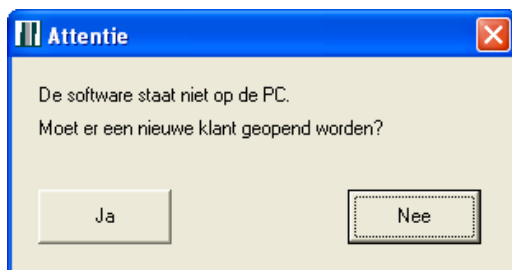 Attentie
De software staat niet op de PC.
Moet er een nieuwe klant geopend worden?
Ja Nee